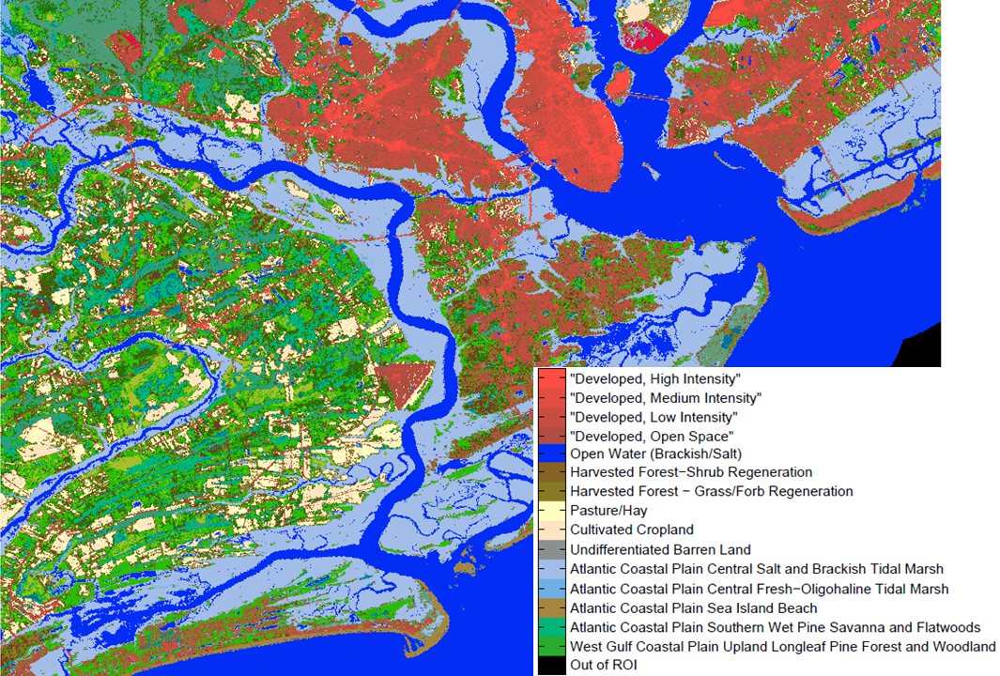 "Developed, High Intensity"
"Developed, Medium Intensity"
"Developed, Low Intensity"
"Developed, Open Space"
Open Water (Brackish/Salt)
Harvested Forest−Shrub Regeneration
Harvested Forest − Grass/Forb Regeneration
Pasture/Hay
Cultivated Cropland
Undifferentiated Barren Land
Atlantic Coastal Plain Central Salt and Brackish Tidal Marsh
Atlantic Coastal Plain Central Fresh−Oligohaline Tidal Marsh
Atlantic Coastal Plain Sea Island Beach
Atlantic Coastal Plain Southern Wet Pine Savanna and Flatwoods
West Gulf Coastal Plain Upland Longleaf Pine Forest and Woodland
Out of ROI